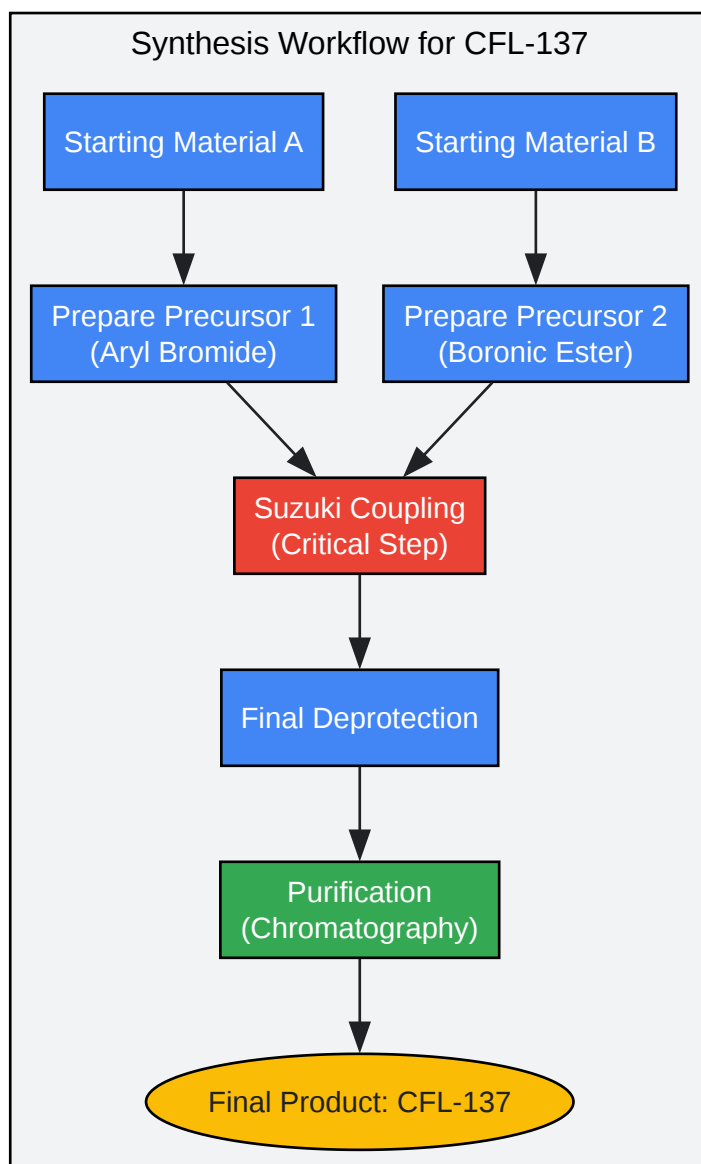 Synthesis Workflow for CFL-137
Starting Material A
Starting Material B
Prepare Precursor 1
(Aryl Bromide)
Prepare Precursor 2
(Boronic Ester)
Suzuki Coupling
(Critical Step)
Final Deprotection
Purification
(Chromatography)
Final Product: CFL-137